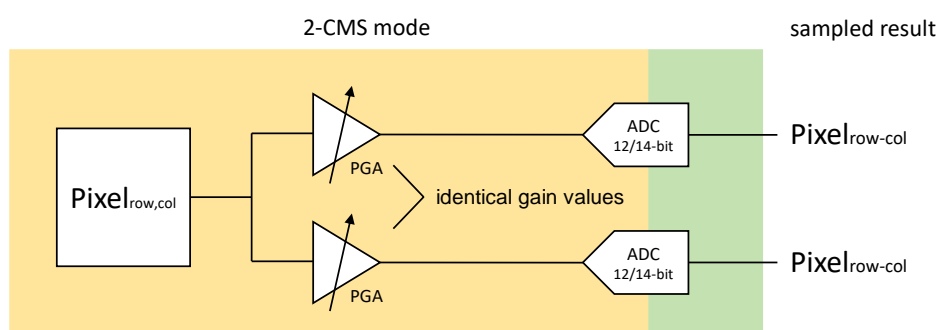 2-CMS mode
sampled result
ADC
12/14-bit
Pixelrow-col
PGA
Pixelrow,col
identical gain values
ADC
12/14-bit
Pixelrow-col
PGA